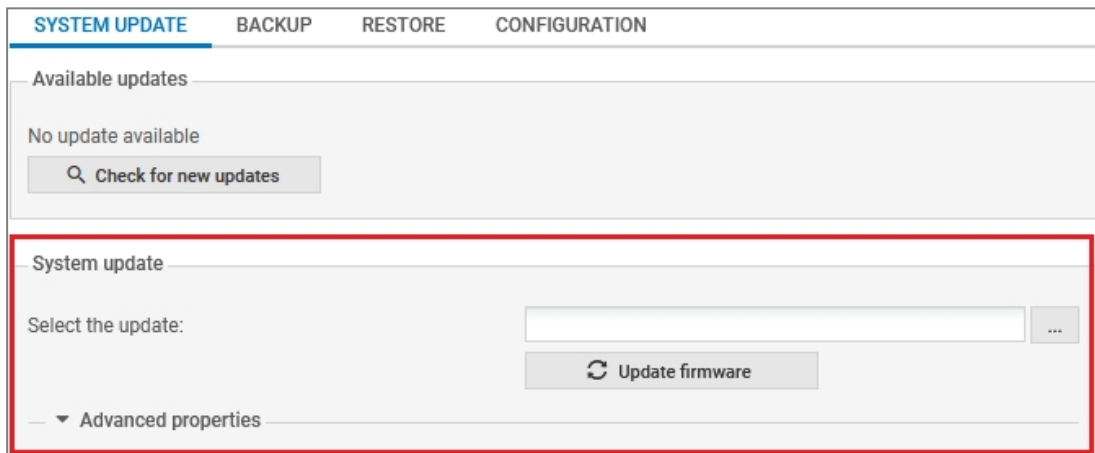 SYSTEM UPDATE BACKUP RESTORE CONFIGURATION
Available updates
No update available
Check for new updates
System update
Select the update: ...
Update firmware
Advanced properties